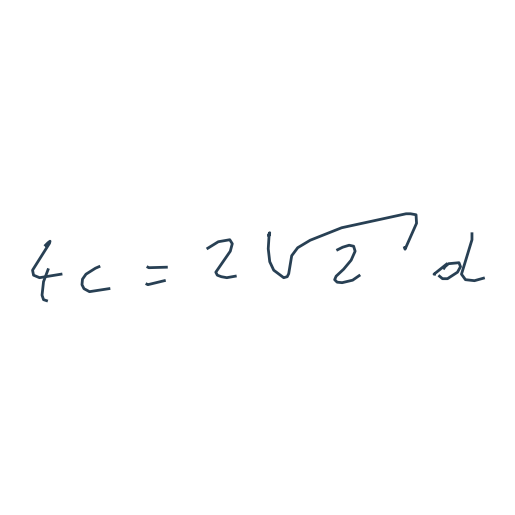 4c = 2√2 d